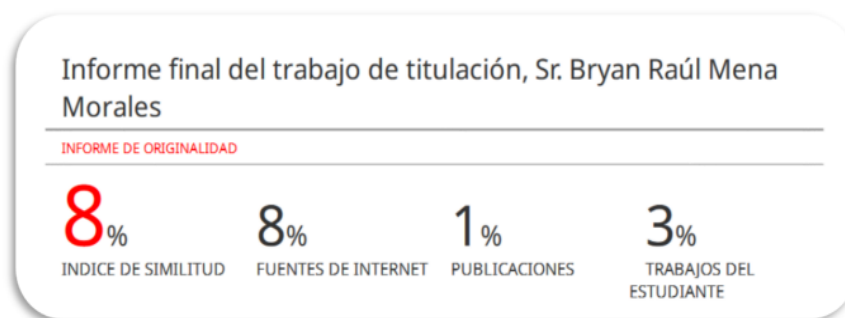 Informe final del trabajo de titulación, Sr. Bryan Raúl Mena
Morales
INFORME DE ORIGINALIDAD
8% 8% 1% 3%
INDICE DE SIMILITUD FUENTES DE INTERNET PUBLICACIONES TRABAJOS DEL
ESTUDIANTE